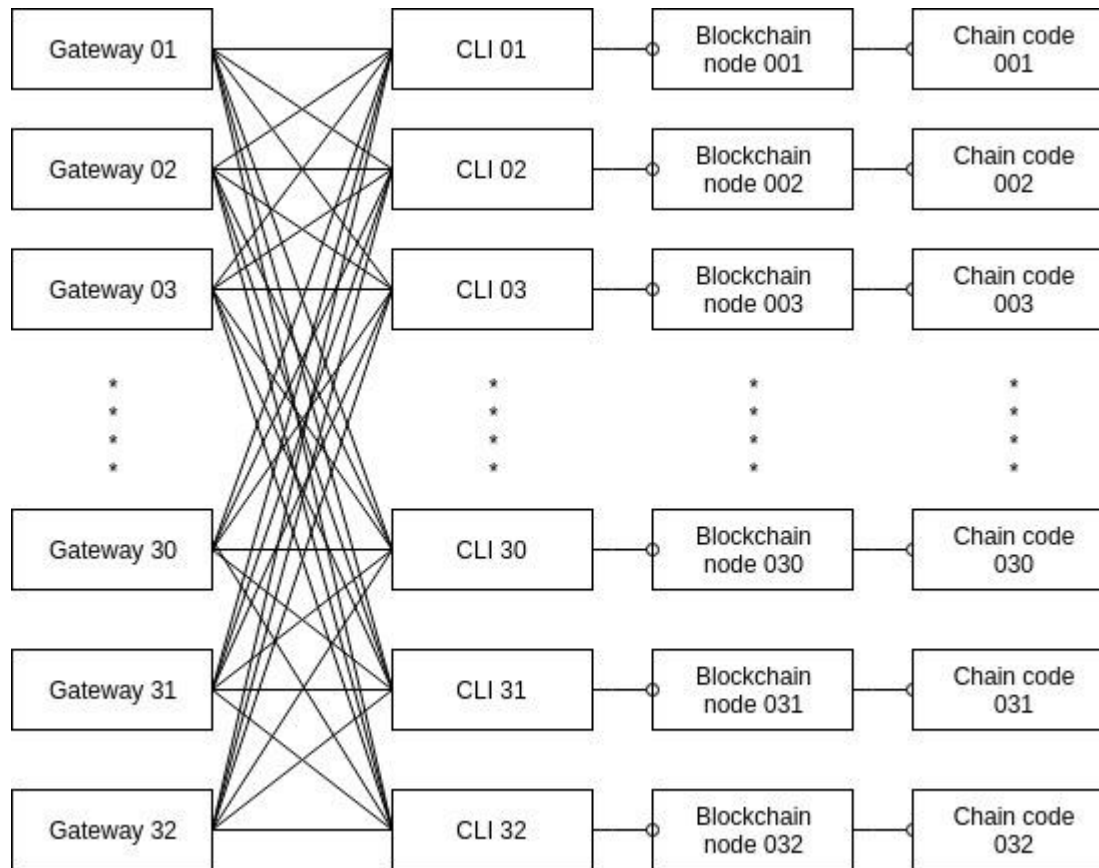 Gateway 01
CLI 01
Blockchain
node 001
Chain code
001
Gateway 02
CLI 02
Blockchain
node 002
Chain code
002
Gateway 03
CLI 03
Blockchain
node 003
Chain code
003
* * * *
* * * *
* * * *
* * * *
Gateway 30
CLI 30
Blockchain
node 030
Chain code
030
Gateway 31
CLI 31
Blockchain
node 031
Chain code
031
Gateway 32
CLI 32
Blockchain
node 032
Chain code
032